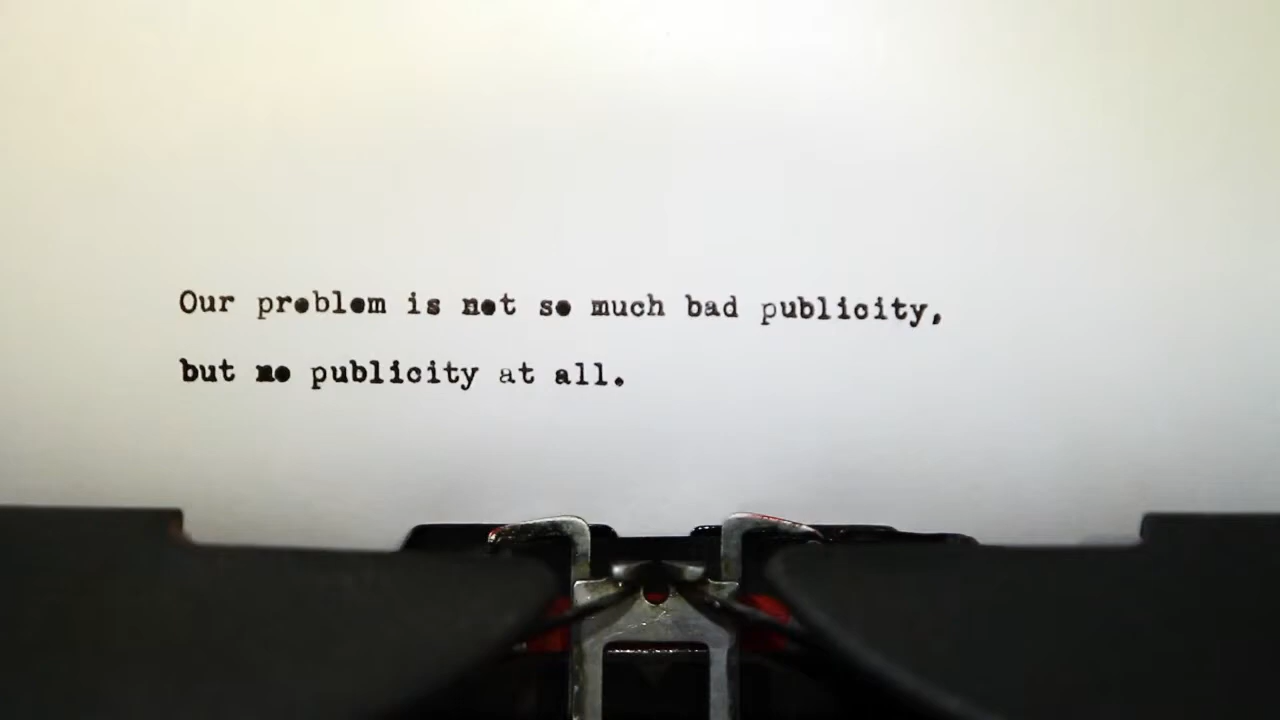 Our problem is not so much bad publicity,
but no publicity at all.